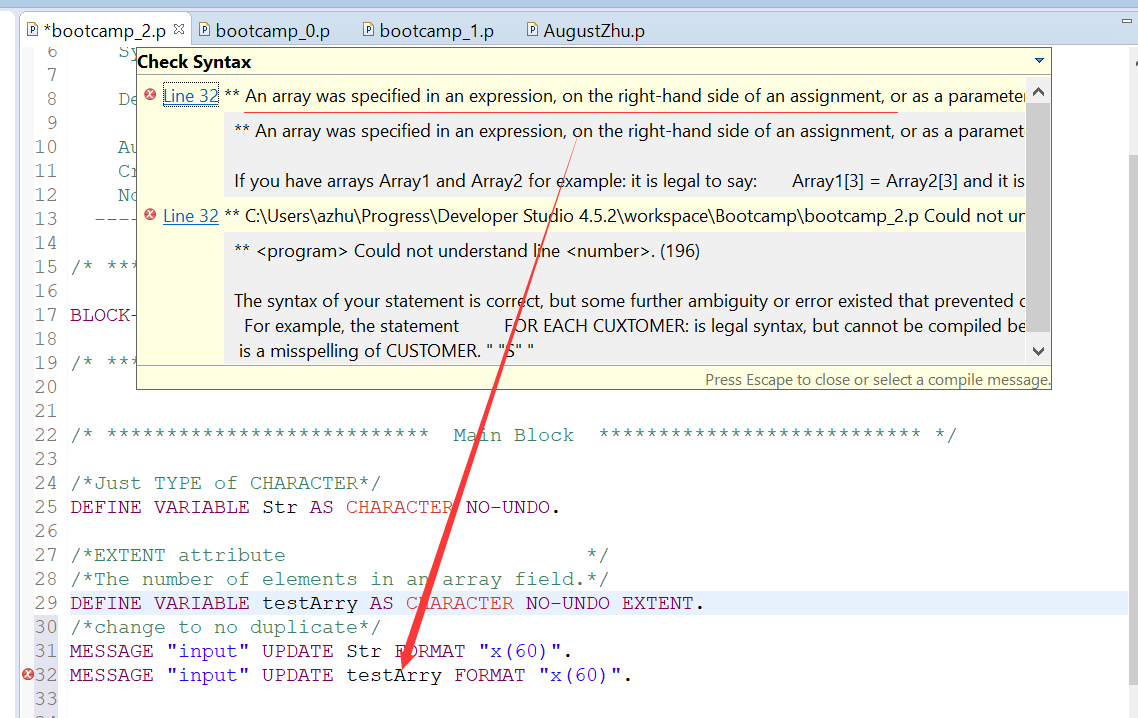 *bootcamp_2.p bootcamp_0.p bootcamp_1.p AugustZhu.p
6 Sy
Check Syntax
7
Line 32 ** An array was specified in an expression, on the right-hand side of an assignment, or as a parameter
8 De
9
** An array was specified in an expression, on the right-hand side of an assignment, or as a paramet
10 Au
11 Cr
If you have arrays Array1 and Array2 for example: it is legal to say: Array1[3] = Array2[3] and it is
12 No
13 ----
Line 32 ** C:\Users\azhu\Progress\Developer Studio 4.5.2\workspace\Bootcamp\bootcamp_2.p Could not un
14
** <program> Could not understand line <number>. (196)
15 /* ***
16
The syntax of your statement is correct, but some further ambiguity or error existed that prevented c
17 BLOCK-
For example, the statement FOR EACH CUXTOMER: is legal syntax, but cannot be compiled be
18
is a misspelling of CUSTOMER. " "S" "
19 /* ***
Press Escape to close or select a compile message.
20
21
22 /* *************************** Main Block *************************** */
23
24 /*Just TYPE of CHARACTER*/
25 DEFINE VARIABLE Str AS CHARACTER NO-UNDO.
26
27 /*EXTENT attribute */
28 /*The number of elements in an array field.*/
29 DEFINE VARIABLE testArry AS CHARACTER NO-UNDO EXTENT.
30 /*change to no duplicate*/
31 MESSAGE "input" UPDATE Str FORMAT "x(60)".
32 MESSAGE "input" UPDATE testArry FORMAT "x(60)".
33